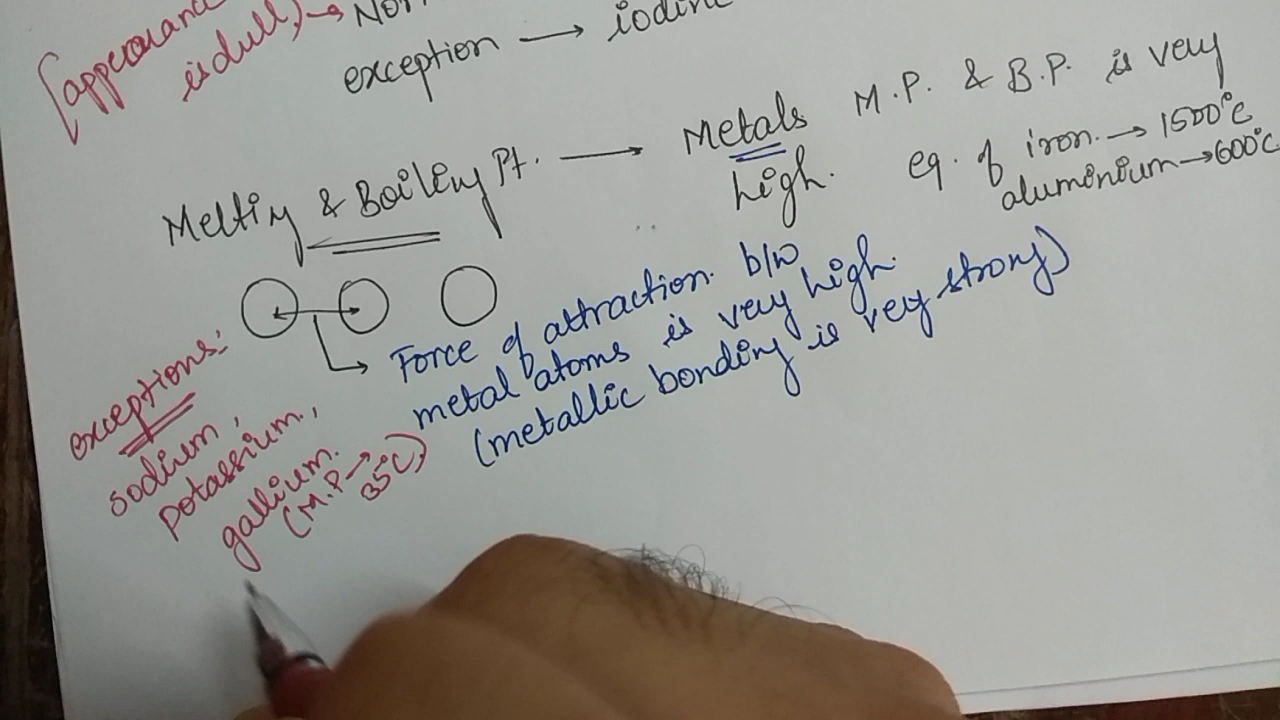 [appearance
is dull) → Non
exception → iodine
Melting & Boiling Pt. → Metals M.P. & B.P. is very
high. eg. of iron. → 1500°C
aluminium → 600°C
Force of attraction. b/w
metal atoms is very high.
(metallic bonding is very strong)
exceptions:
sodium,
potassium.,
gallium.
(M.P → 35°C)